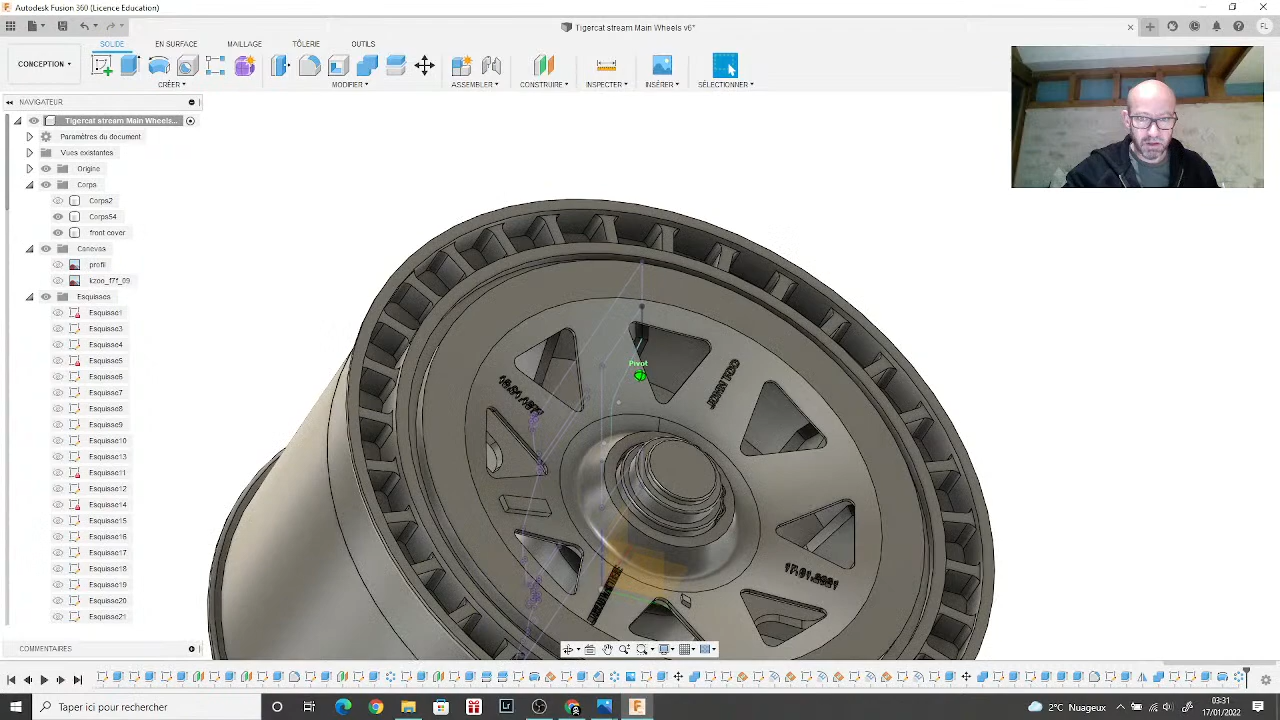 Autodesk Fusion 360 (Licence Education)
Tigercat stream Main Wheels v6*
SOLIDE EN SURFACE MAILLAGE TÔLERIE OUTILS
CONCEPTION
CRÉER MODIFIER ASSEMBLER CONSTRUIRE INSPECTER INSÉRER SÉLECTIONNER
NAVIGATEUR
Tigercat stream Main Wheels...
Paramètres du document
Vues existantes
Origine
Corps
Corps2
Corps54
front cover
Canevas
profil
kzoo_f7f_09
Esquisses
Esquisse1
Esquisse3
Esquisse4
Esquisse5
Esquisse6
Esquisse7
Esquisse8
Esquisse9
Esquisse10
Esquisse13
Esquisse11
Esquisse12
Esquisse14
Esquisse15
Esquisse16
Esquisse17
Esquisse18
Esquisse19
Esquisse20
Esquisse21
Pivot
17.01.2021
COMMENTAIRES
Taper ici pour rechercher
2°C Nuageux
03:31
17/01/2022